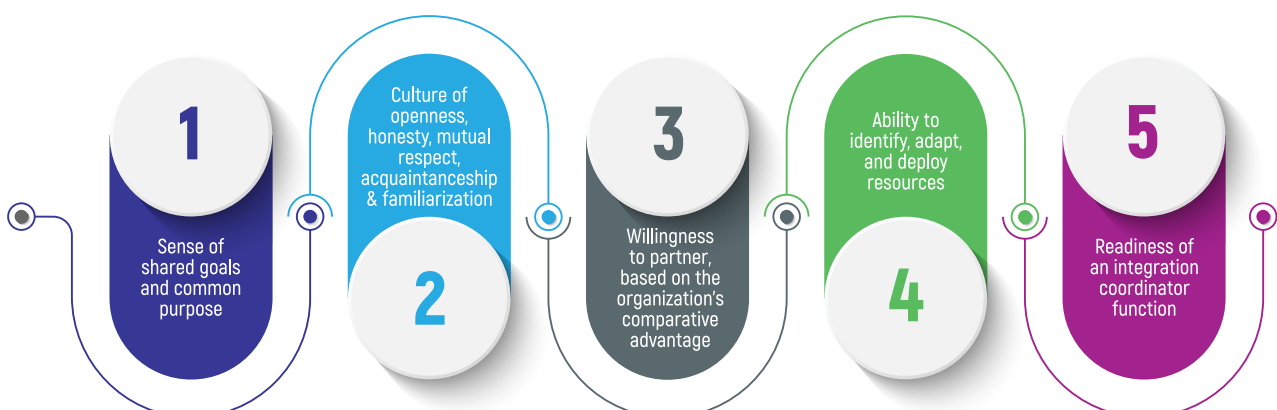 1
Sense of
shared goals
and common
purpose
Culture of
openness,
honesty, mutual
respect,
acquaintanceship
& familiarization
2
3
Willingness
to partner,
based on the
organization's
comparative
advantage
Ability to
identify, adapt,
and deploy
resources
4
5
Readiness of
an integration
coordinator
function